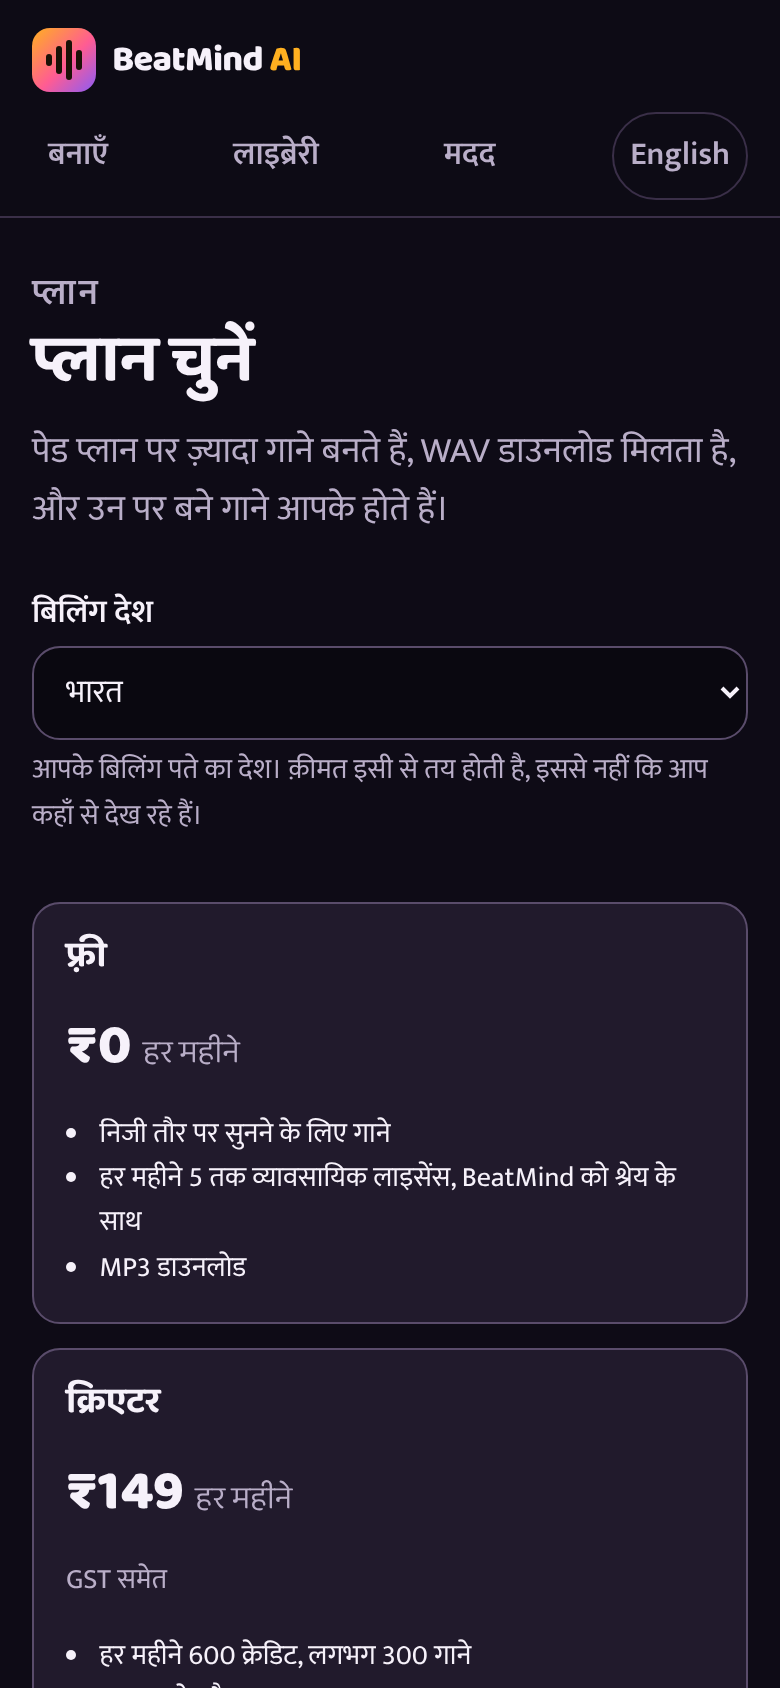 BeatMind AI
बनाएँ लाइब्रेरी मदद English
प्लान
प्लान चुनें
पेड प्लान पर ज़्यादा गाने बनते हैं, WAV डाउनलोड मिलता है,
और उन पर बने गाने आपके होते हैं।
बिलिंग देश
भारत
आपके बिलिंग पते का देश। क़ीमत इसी से तय होती है, इससे नहीं कि आप
कहाँ से देख रहे हैं।
फ़्री
₹0 हर महीने
• निजी तौर पर सुनने के लिए गाने
• हर महीने 5 तक व्यावसायिक लाइसेंस, BeatMind को श्रेय के
साथ
• MP3 डाउनलोड
क्रिएटर
₹149 हर महीने
GST समेत
• हर महीने 600 क्रेडिट, लगभग 300 गाने